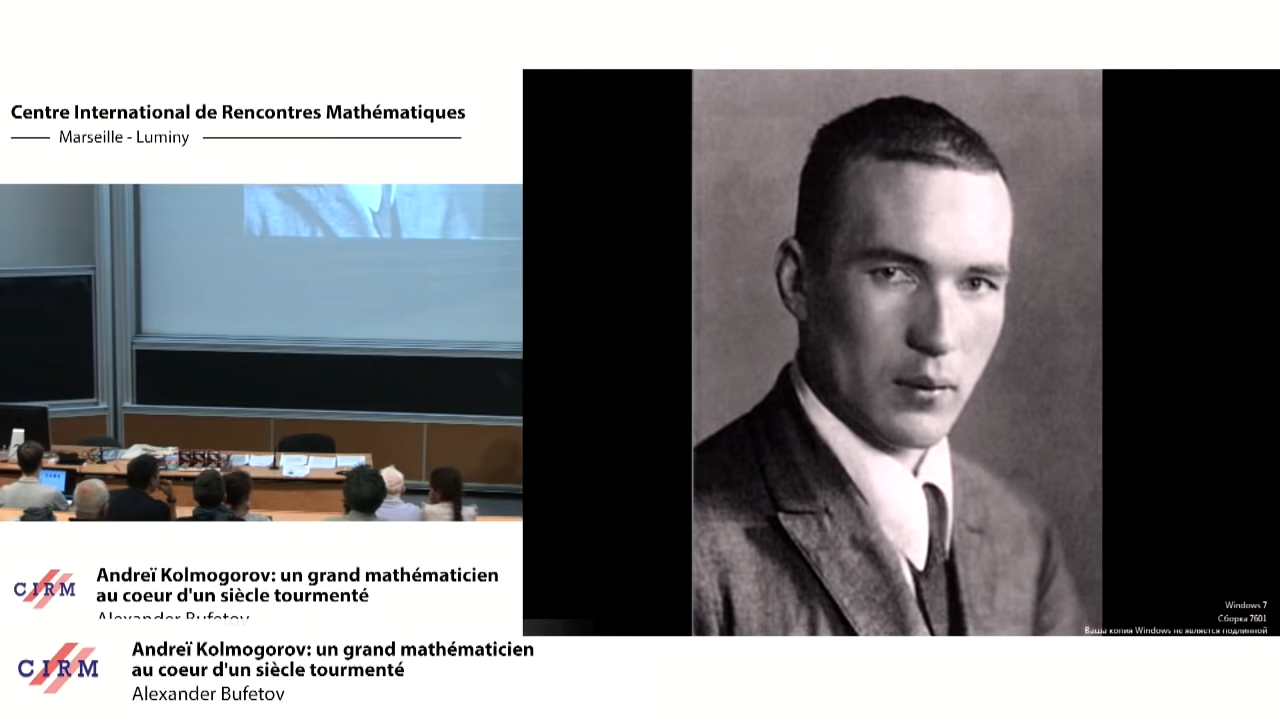 Centre International de Rencontres Mathématiques
Marseille - Luminy
CIRM
Andreï Kolmogorov: un grand mathématicien
au coeur d'un siècle tourmenté
Alexander Bufetov
CIRM
Andreï Kolmogorov: un grand mathématicien
au coeur d'un siècle tourmenté
Alexander Bufetov
Windows 7
Сборка 7601
Ваша копия Windows не является подлинной